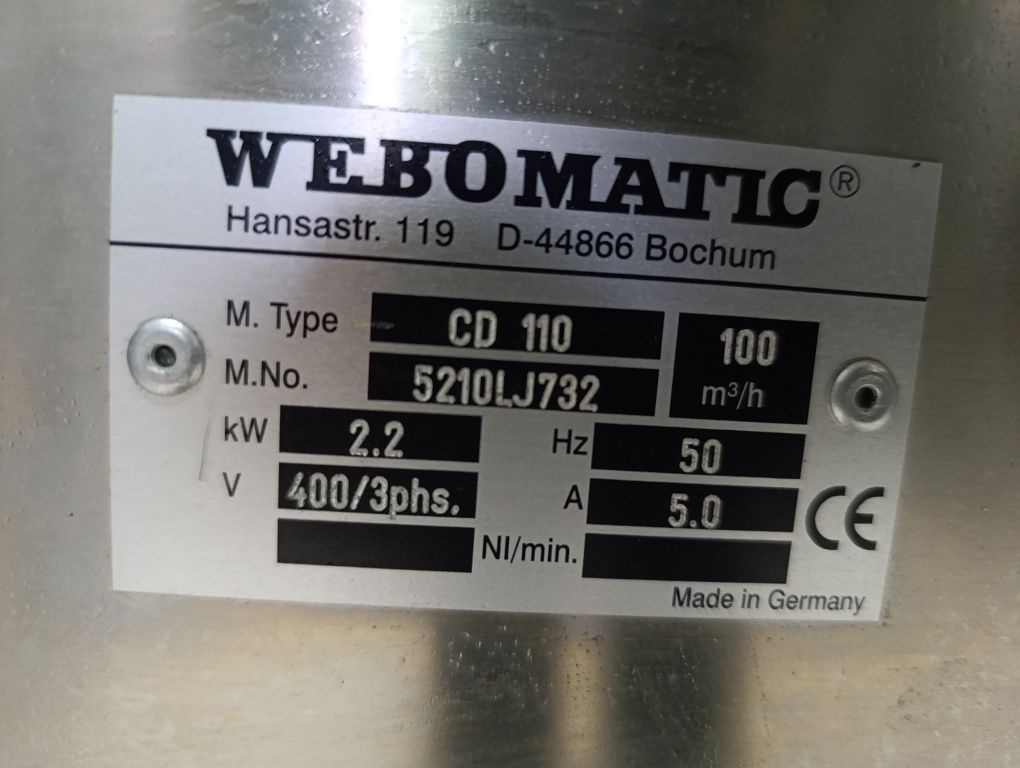 WEBOMATIC®
Hansastr. 119 D-44866 Bochum
M. Type CD 110
100 m³/h
M.No. 5210LJ732
kW 2.2 Hz 50
V 400/3phs. A 5.0
CE
Nl/min.
Made in Germany